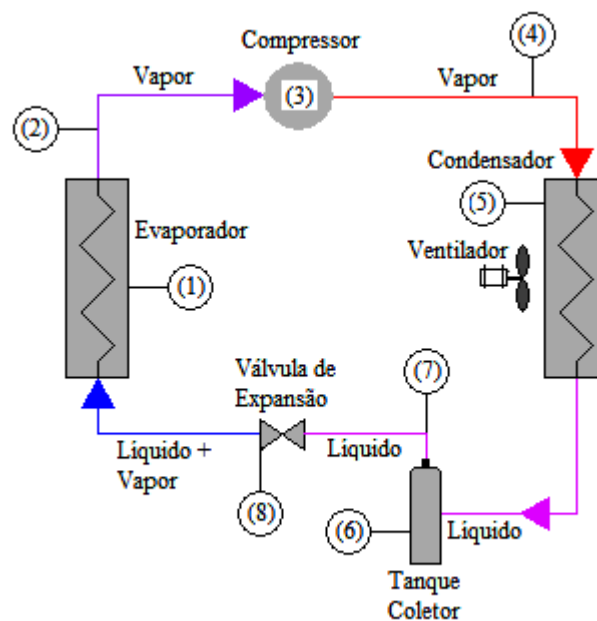 Compressor
(4)
Vapor
(3)
Vapor
(2)
Condensador
(5)
Evaporador
Ventilador
(1)
Válvula de
Expansão
(7)
Líquido +
Vapor
Líquido
(8)
(6)
Líquido
Tanque
Coletor